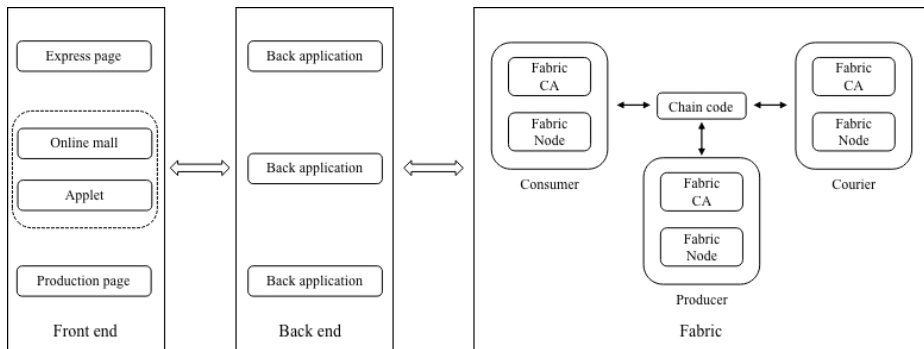 Express page
Online mall
Applet
Production page
Front end
Back application
Back application
Back application
Back end
Fabric
CA
Fabric
Node
Consumer
Chain code
Fabric
CA
Fabric
Node
Producer
Fabric
CA
Fabric
Node
Courier
Fabric